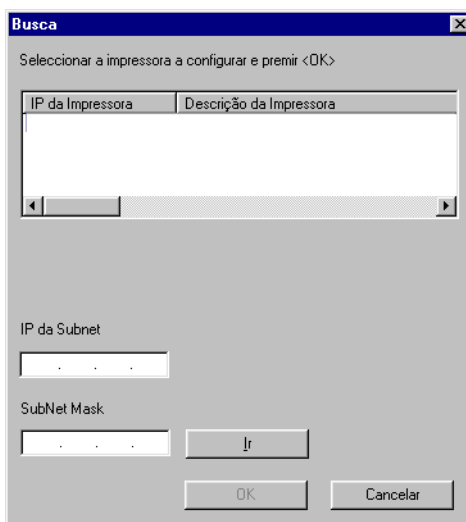 Busca
Seleccionar a impressora a configurar e premir <OK>
IP da Impressora Descrição da Impressora
IP da Subnet
. . .
SubNet Mask
. . . Ir
OK Cancelar